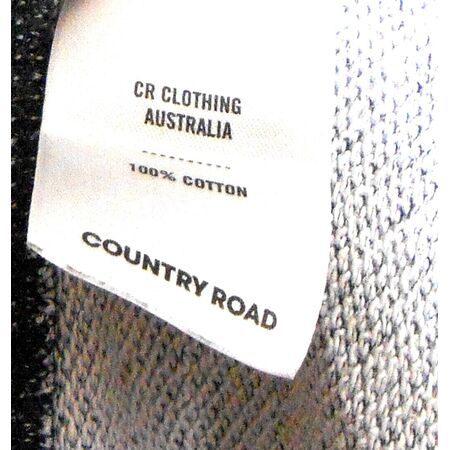 CR CLOTHING
AUSTRALIA
100% COTTON
COUNTRY ROAD